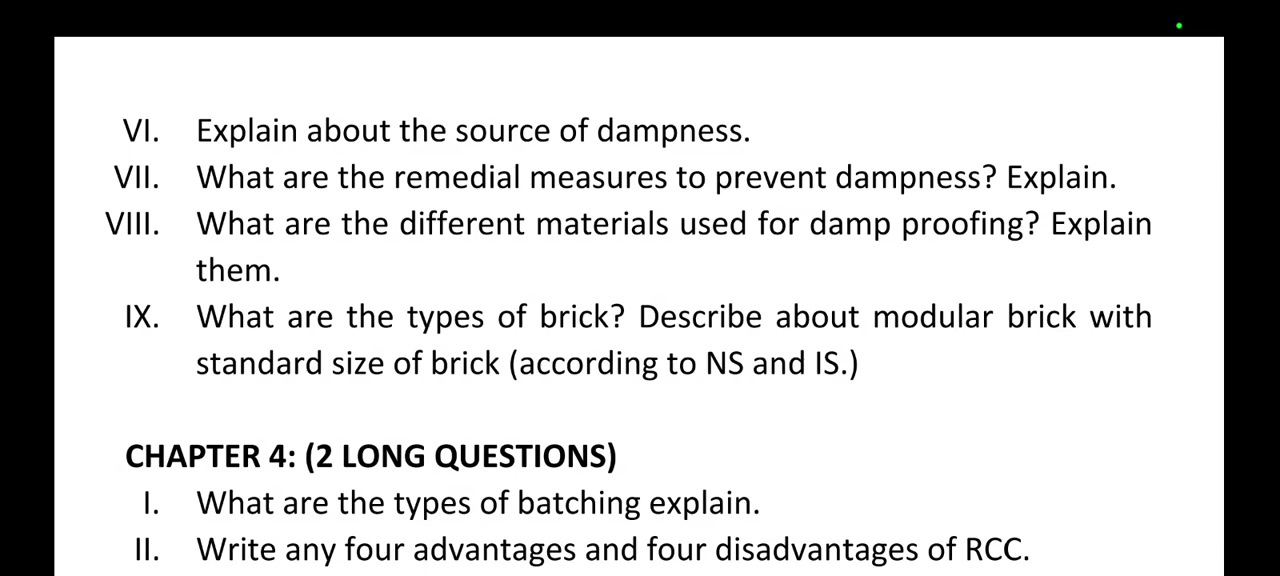 VI. Explain about the source of dampness.
VII. What are the remedial measures to prevent dampness? Explain.
VIII. What are the different materials used for damp proofing? Explain
them.
IX. What are the types of brick? Describe about modular brick with
standard size of brick (according to NS and IS.)
CHAPTER 4: (2 LONG QUESTIONS)
I. What are the types of batching explain.
II. Write any four advantages and four disadvantages of RCC.